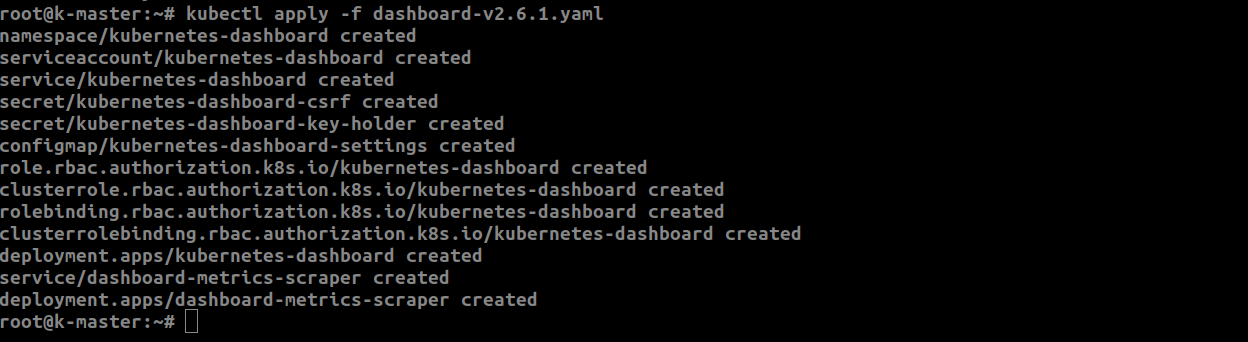 root@k-master:~# kubectl apply -f dashboard-v2.6.1.yaml
namespace/kubernetes-dashboard created
serviceaccount/kubernetes-dashboard created
service/kubernetes-dashboard created
secret/kubernetes-dashboard-csrf created
secret/kubernetes-dashboard-key-holder created
configmap/kubernetes-dashboard-settings created
role.rbac.authorization.k8s.io/kubernetes-dashboard created
clusterrole.rbac.authorization.k8s.io/kubernetes-dashboard created
rolebinding.rbac.authorization.k8s.io/kubernetes-dashboard created
clusterrolebinding.rbac.authorization.k8s.io/kubernetes-dashboard created
deployment.apps/kubernetes-dashboard created
service/dashboard-metrics-scraper created
deployment.apps/dashboard-metrics-scraper created
root@k-master:~#